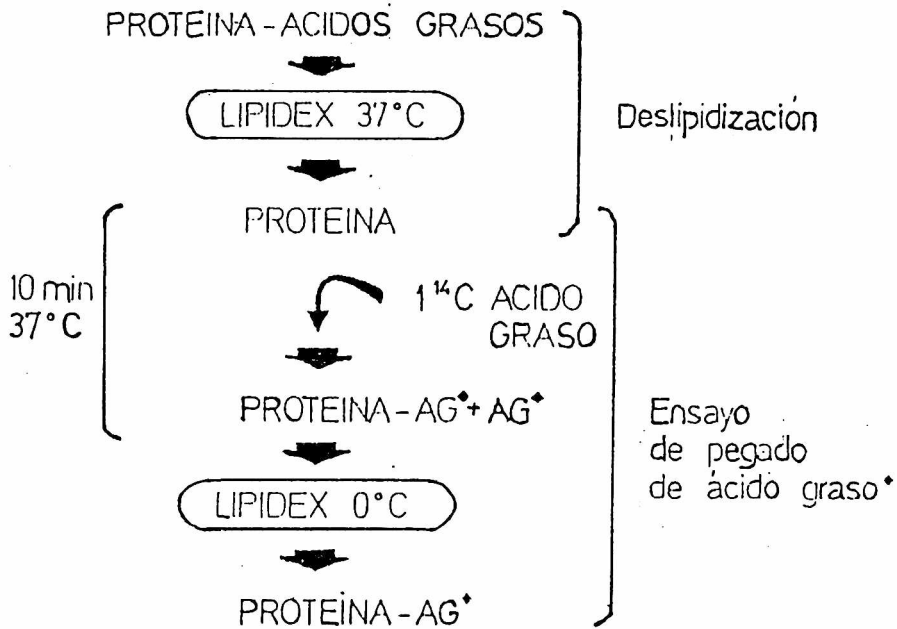 PROTEINA-ACIDOS GRASOS
LIPIDEX 37°C
Deslipidización
PROTEINA
10 min
37°C
1 ¹⁴C ACIDO
GRASO
PROTEINA-AG♦+ AG♦
LIPIDEX 0°C
Ensayo
de pegado
de ácido graso♦
PROTEINA-AG♦